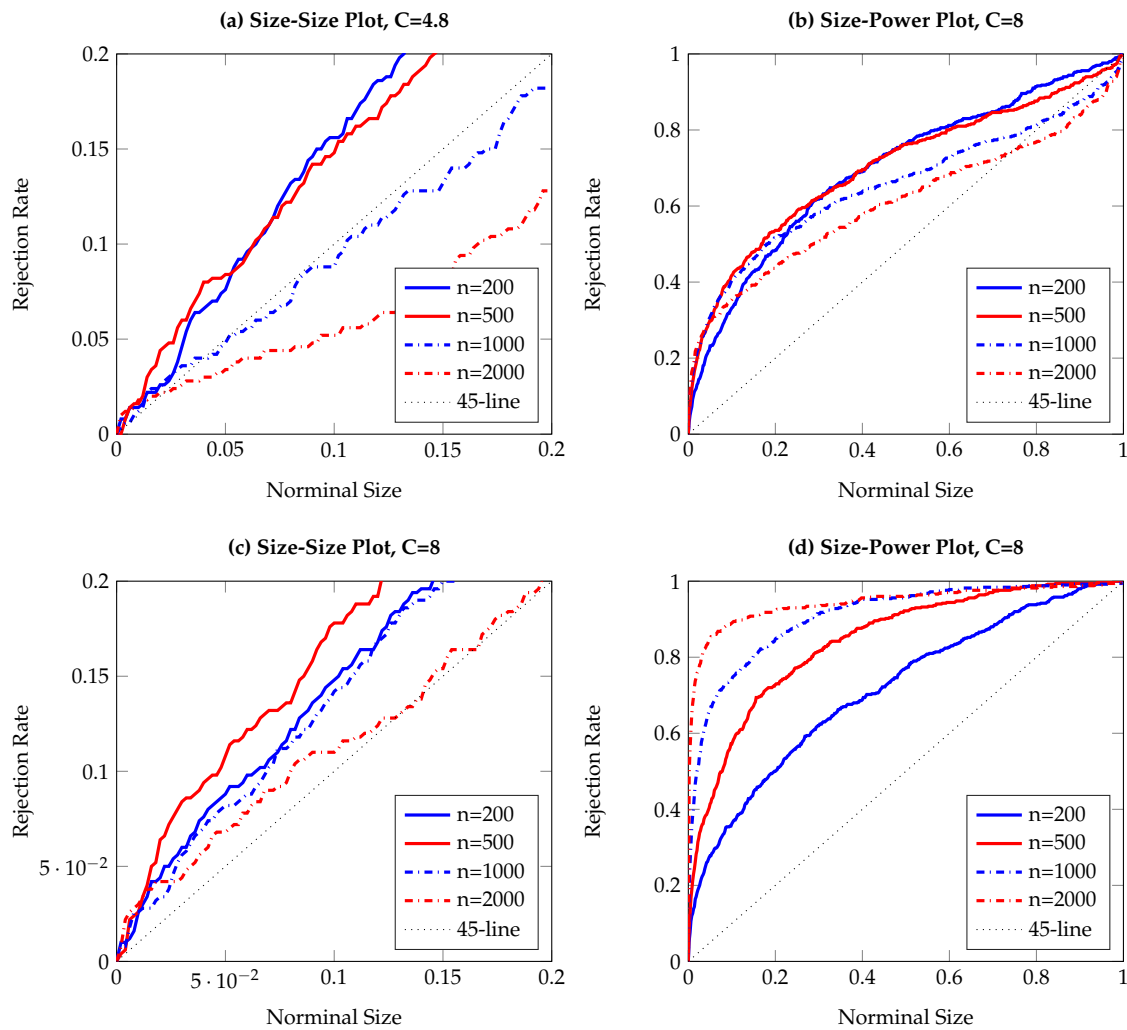 (a) Size-Size Plot, C=4.8
0.2
0.15
0.1
0.05
0
0
0.05
0.1
0.15
0.2
Rejection Rate
Norminal Size
n=200
n=500
n=1000
n=2000
45-line
(b) Size-Power Plot, C=8
1
0.8
0.6
0.4
0.2
0
0
0.2
0.4
0.6
0.8
1
Rejection Rate
Norminal Size
n=200
n=500
n=1000
n=2000
45-line
(c) Size-Size Plot, C=8
0.2
0.15
0.1
5 · 10⁻²
0
0
5 · 10⁻²
0.1
0.15
0.2
Rejection Rate
Norminal Size
n=200
n=500
n=1000
n=2000
45-line
(d) Size-Power Plot, C=8
1
0.8
0.6
0.4
0.2
0
0
0.2
0.4
0.6
0.8
1
Rejection Rate
Norminal Size
n=200
n=500
n=1000
n=2000
45-line